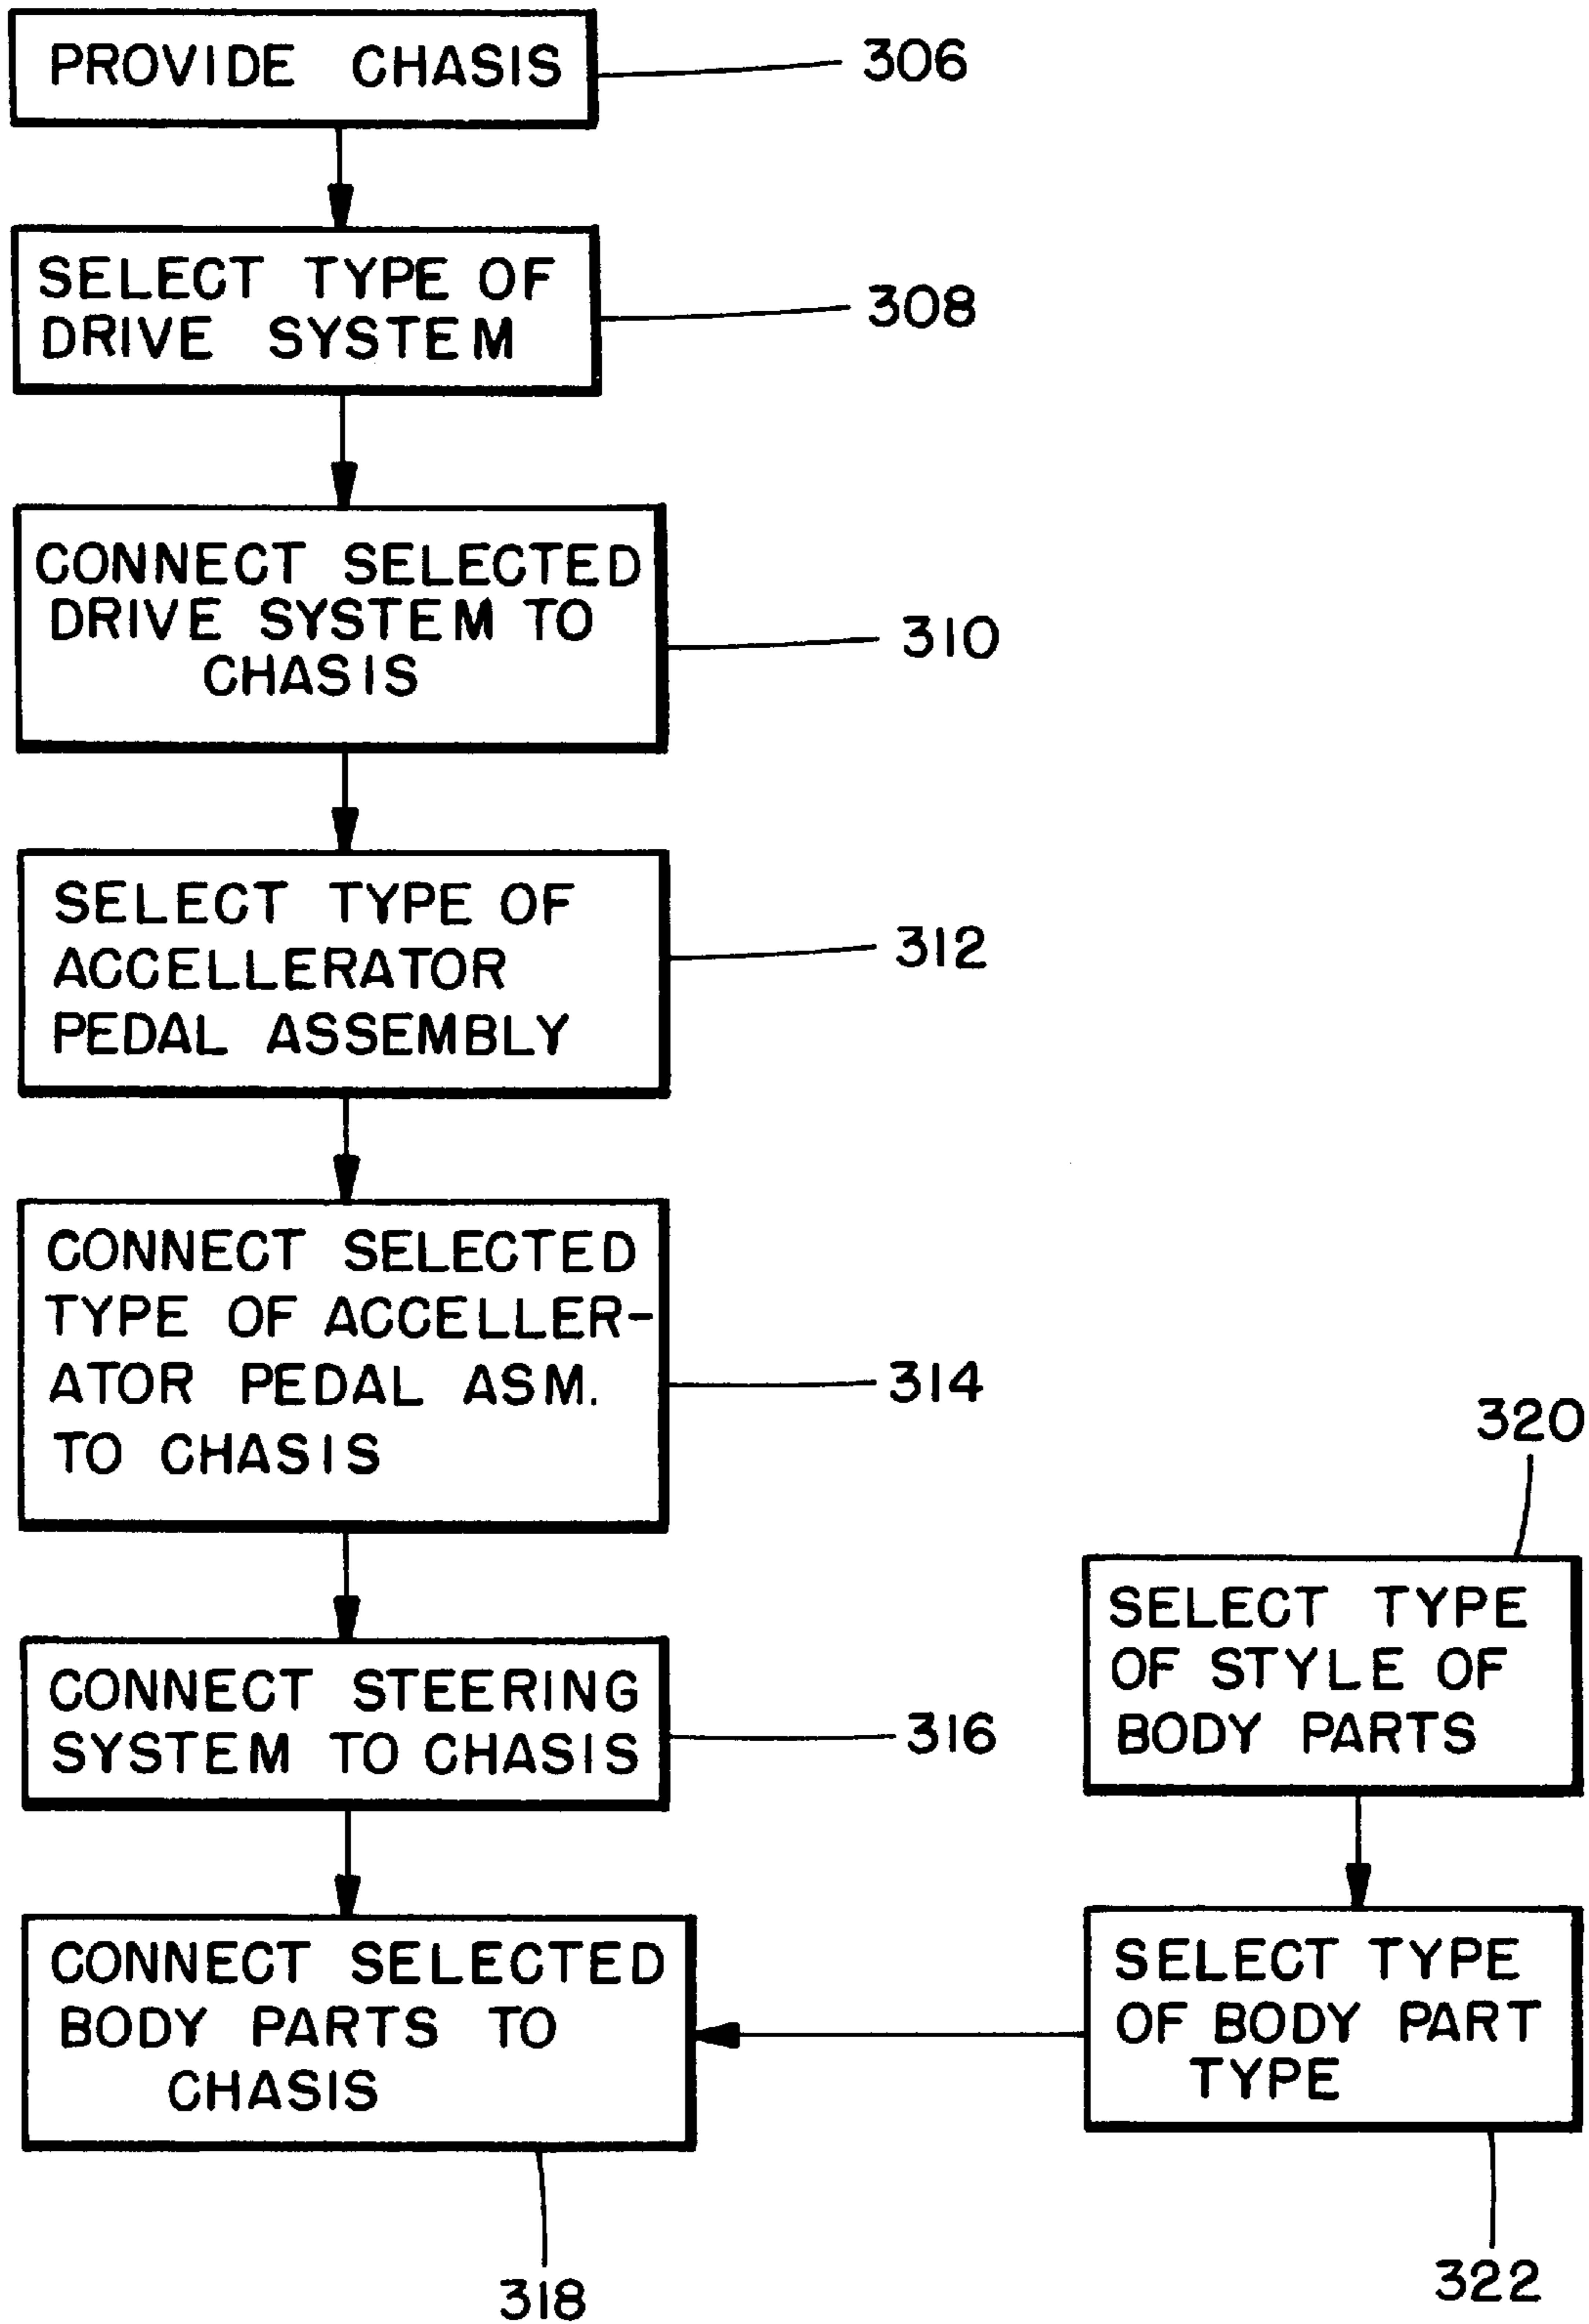 PROVIDE CHASIS
306
SELECT TYPE OF
DRIVE SYSTEM
308
CONNECT SELECTED
DRIVE SYSTEM TO
CHASIS
310
SELECT TYPE OF
ACCELLERATOR
PEDAL ASSEMBLY
312
CONNECT SELECTED
TYPE OF ACCELLER-
ATOR PEDAL ASM.
TO CHASIS
314
CONNECT STEERING
SYSTEM TO CHASIS
316
CONNECT SELECTED
BODY PARTS TO
CHASIS
318
320
SELECT TYPE
OF STYLE OF
BODY PARTS
SELECT TYPE
OF BODY PART
TYPE
322